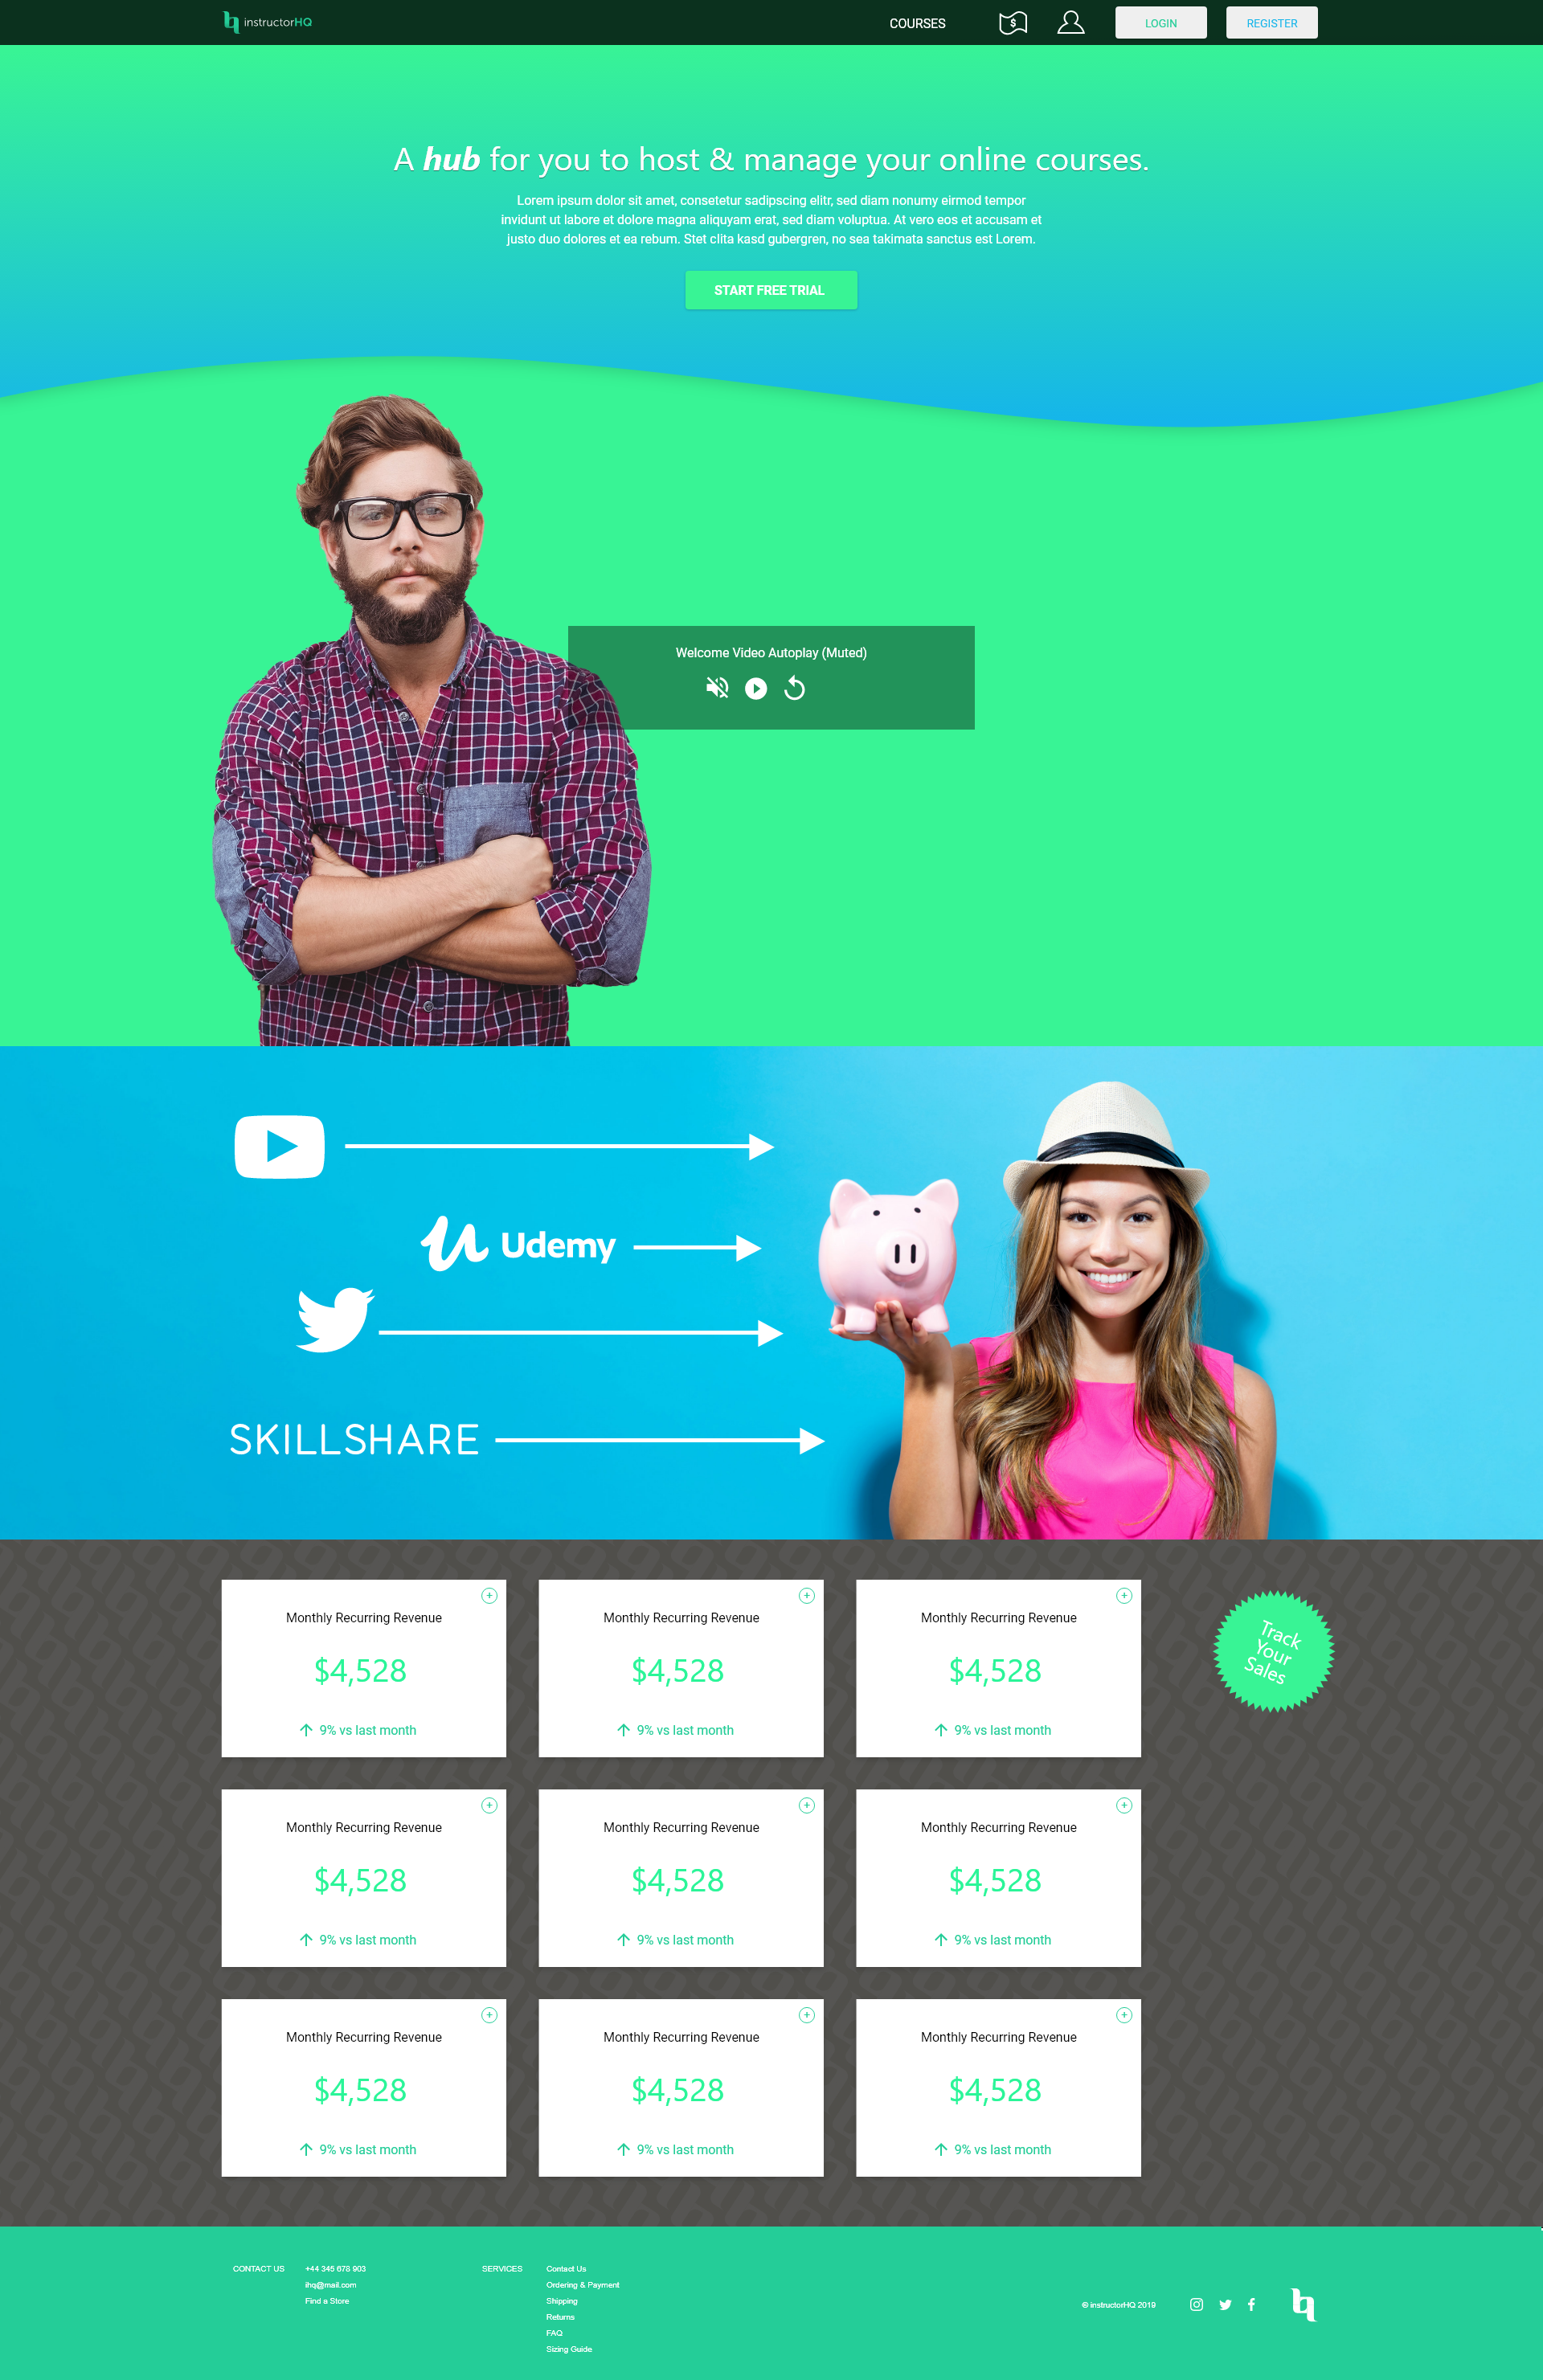 instructorHQ
COURSES
$
LOGIN
REGISTER
A hub for you to host & manage your online courses.
Lorem ipsum dolor sit amet, consetetur sadipscing elitr, sed diam nonumy eirmod tempor
invidunt ut labore et dolore magna aliquyam erat, sed diam voluptua. At vero eos et accusam et
justo duo dolores et ea rebum. Stet clita kasd gubergren, no sea takimata sanctus est Lorem.
START FREE TRIAL
Welcome Video Autoplay (Muted)
Udemy
SKILLSHARE
Monthly Recurring Revenue
$4,528
9% vs last month
Monthly Recurring Revenue
$4,528
9% vs last month
Monthly Recurring Revenue
$4,528
9% vs last month
Track
Your
Sales
Monthly Recurring Revenue
$4,528
9% vs last month
Monthly Recurring Revenue
$4,528
9% vs last month
Monthly Recurring Revenue
$4,528
9% vs last month
Monthly Recurring Revenue
$4,528
9% vs last month
Monthly Recurring Revenue
$4,528
9% vs last month
Monthly Recurring Revenue
$4,528
9% vs last month
CONTACT US
+44 345 678 903
ihq@mail.com
Find a Store
SERVICES
Contact Us
Ordering & Payment
Shipping
Returns
FAQ
Sizing Guide
© instructorHQ 2019